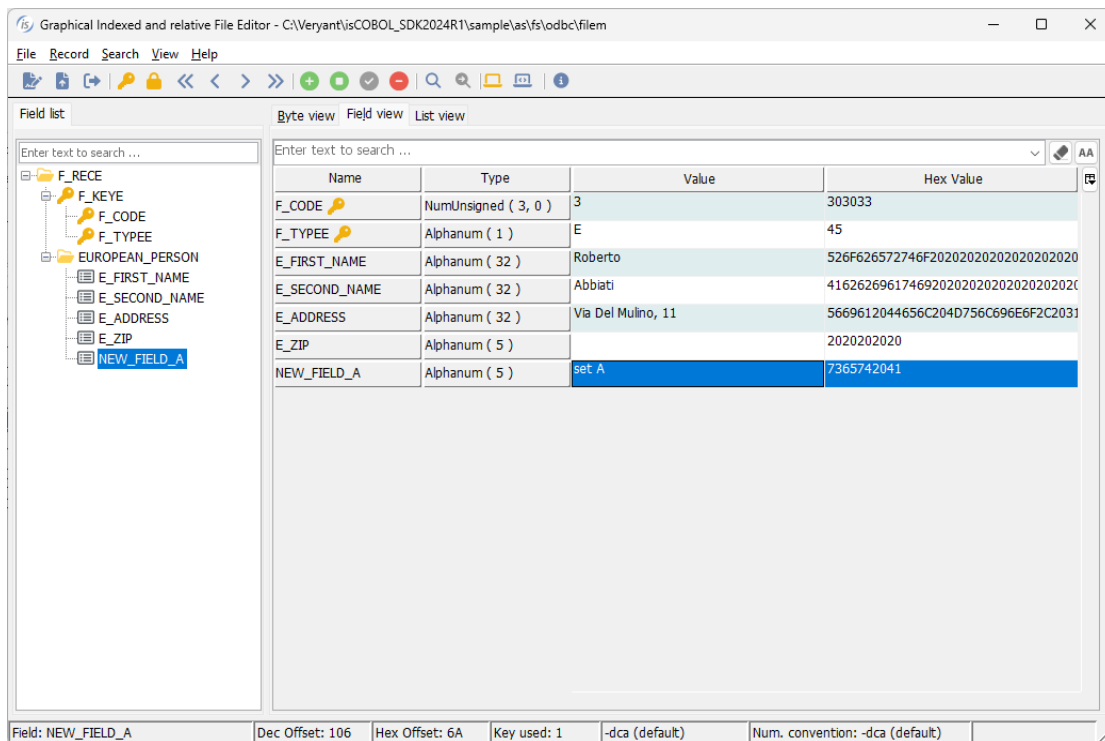 Graphical Indexed and relative File Editor - C:\Veryant\isCOBOL_SDK2024R1\sample\as\fs\odbc\filem
File Record Search View Help
Field list
Byte view Field view List view
Enter text to search ...
Enter text to search ...
AA
F_RECE
F_KEYE
F_CODE
F_TYPEE
EUROPEAN_PERSON
E_FIRST_NAME
E_SECOND_NAME
E_ADDRESS
E_ZIP
NEW_FIELD_A
Name Type Value Hex Value
F_CODE NumUnsigned ( 3, 0 ) 3 303033
F_TYPEE Alphanum ( 1 ) E 45
E_FIRST_NAME Alphanum ( 32 ) Roberto 526F626572746F20202020202020202020
E_SECOND_NAME Alphanum ( 32 ) Abbiati 4162626961746920202020202020202020
E_ADDRESS Alphanum ( 32 ) Via Del Mulino, 11 5669612044656C204D756C696E6F2C2031
E_ZIP Alphanum ( 5 ) 2020202020
NEW_FIELD_A Alphanum ( 5 ) set A 7365742041
Field: NEW_FIELD_A Dec Offset: 106 Hex Offset: 6A Key used: 1 -dca (default) Num. convention: -dca (default)